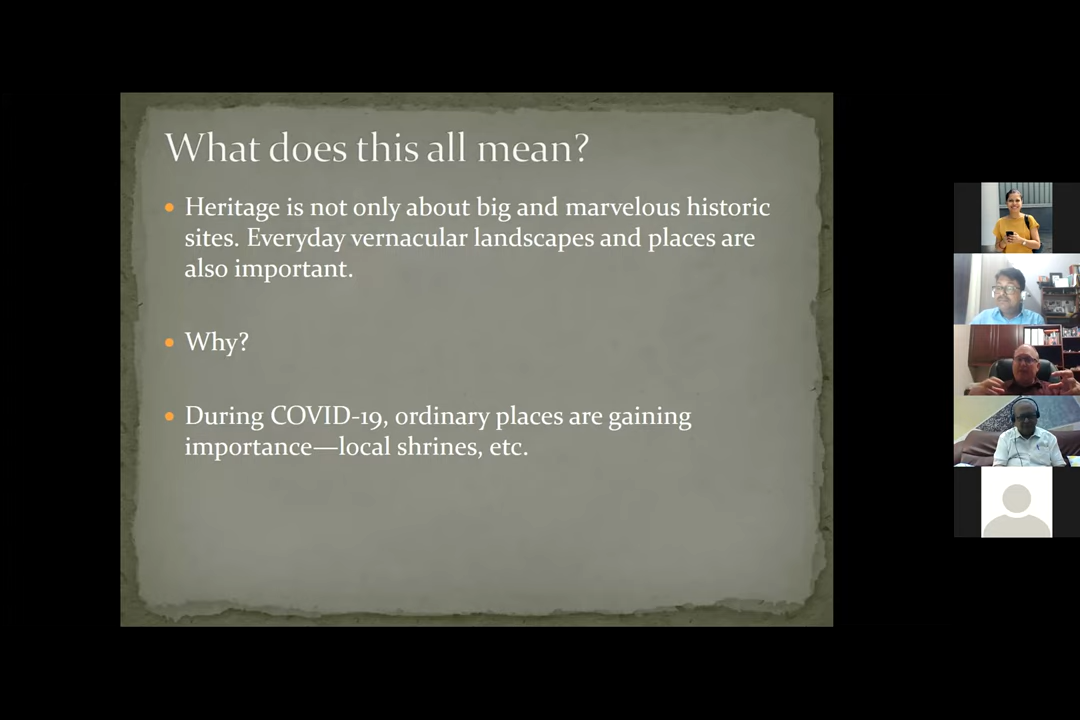 What does this all mean?
Heritage is not only about big and marvelous historic
sites. Everyday vernacular landscapes and places are
also important.
Why?
During COVID-19, ordinary places are gaining
importance—local shrines, etc.